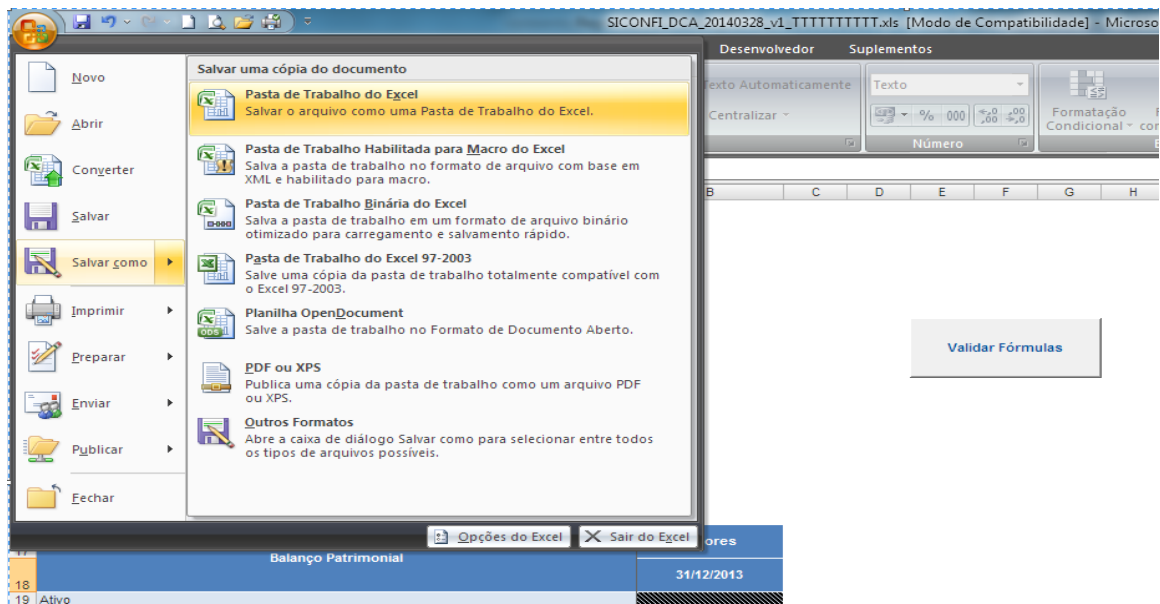 SICONFI_DCA_20140328_v1_TTTTTTTTTT.xls [Modo de Compatibilidade] - Microso
Desenvolvedor Suplementos
Novo
Abrir
Converter
Salvar
Salvar como
Imprimir
Preparar
Enviar
Publicar
Fechar
Salvar uma cópia do documento
Pasta de Trabalho do Excel
Salvar o arquivo como uma Pasta de Trabalho do Excel.
Pasta de Trabalho Habilitada para Macro do Excel
Salva a pasta de trabalho no formato de arquivo com base em
XML e habilitado para macro.
Pasta de Trabalho Binária do Excel
Salva a pasta de trabalho em um formato de arquivo binário
otimizado para carregamento e salvamento rápido.
Pasta de Trabalho do Excel 97-2003
Salve uma cópia da pasta de trabalho totalmente compatível com
o Excel 97-2003.
Planilha OpenDocument
Salve a pasta de trabalho no Formato de Documento Aberto.
PDF ou XPS
Publica uma cópia da pasta de trabalho como um arquivo PDF
ou XPS.
Outros Formatos
Abre a caixa de diálogo Salvar como para selecionar entre todos
os tipos de arquivos possíveis.
Opções do Excel Sair do Excel
exto Automaticamente
Centralizar
Texto
% 000
Número
Formatação
Condicional
B C D E F G H
Validar Fórmulas
17 Balanço Patrimonial ores
18 31/12/2013
19 Ativo